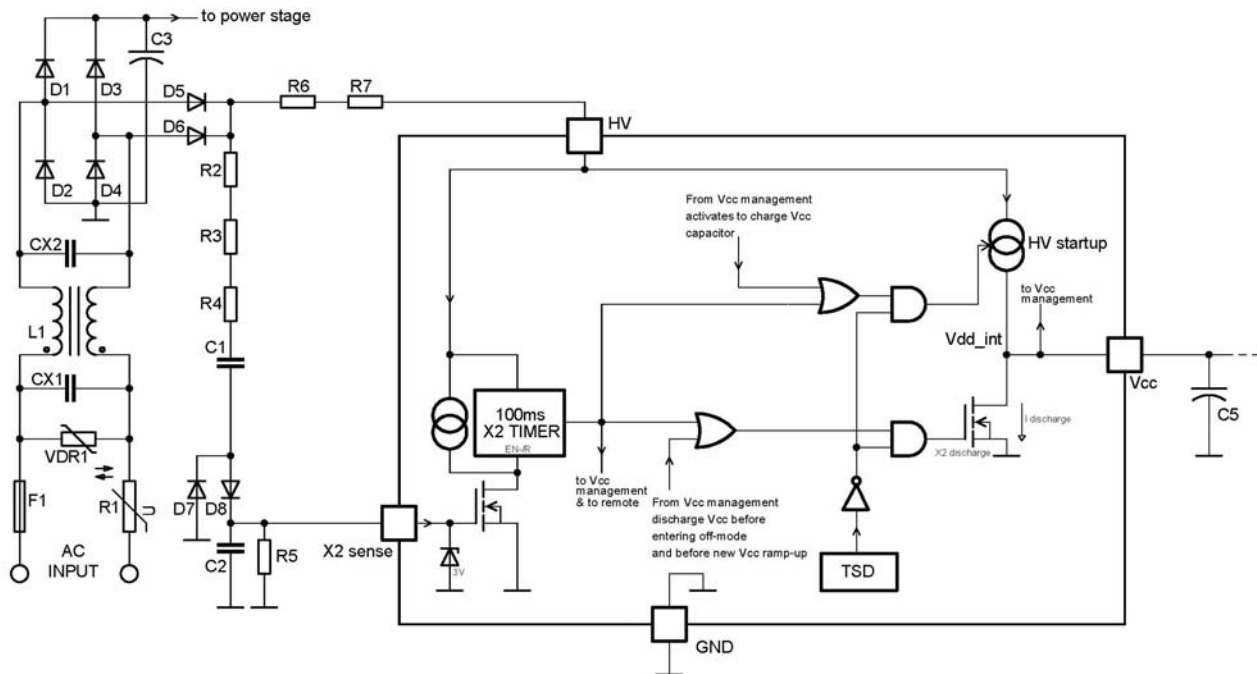 to power stage
C3
D1
D3
D5
R6
R7
HV
D6
D2
D4
R2
From Vcc management
activates to charge Vcc
capacitor
R3
HV startup
CX2
R4
to Vcc
management
L1
C1
Vdd_int
Vcc
CX1
100ms
X2 TIMER
EN-/R
C5
I discharge
X2 discharge
VDR1
to Vcc
management
& to remote
From Vcc management
discharge Vcc before
entering off-mode
and before new Vcc ramp-up
F1
R1
U
D7
D8
X2 sense
AC
INPUT
C2
R5
3V
TSD
GND